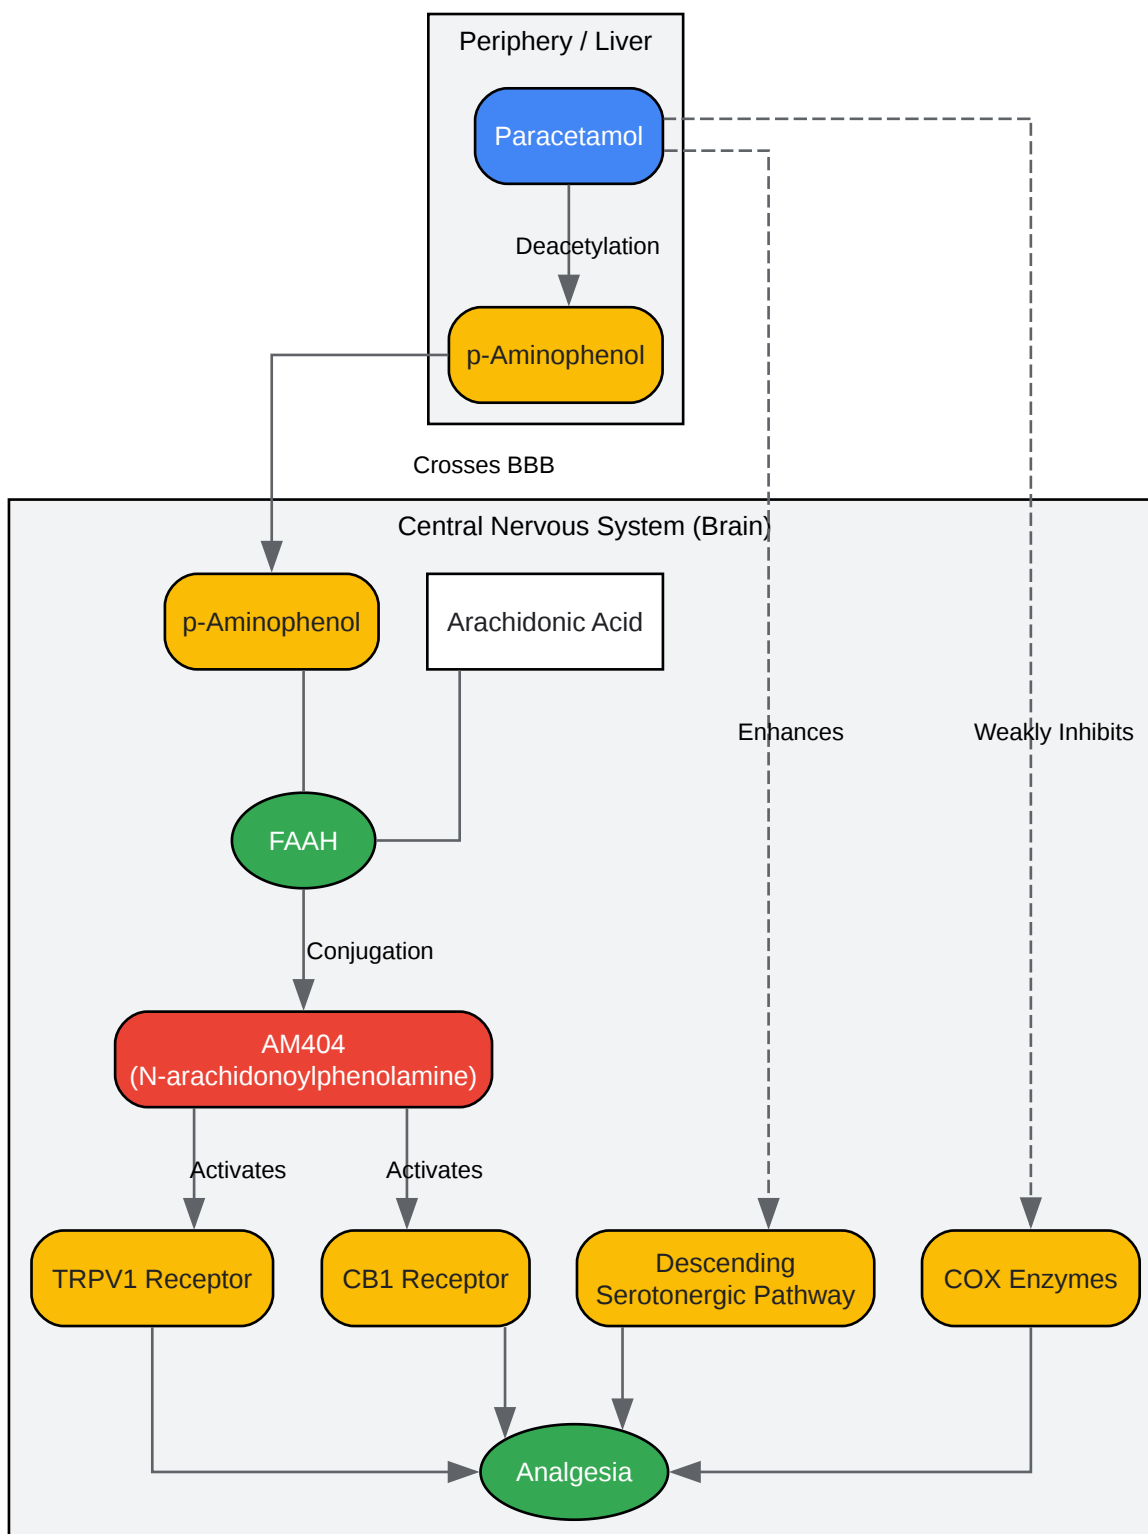 Periphery / Liver
Paracetamol
Deacetylation
p-Aminophenol
Crosses BBB
Central Nervous System (Brain)
p-Aminophenol
Arachidonic Acid
Enhances
Weakly Inhibits
FAAH
Conjugation
AM404
(N-arachidonoylphenolamine)
Activates
Activates
TRPV1 Receptor
CB1 Receptor
Descending
Serotonergic Pathway
COX Enzymes
Analgesia